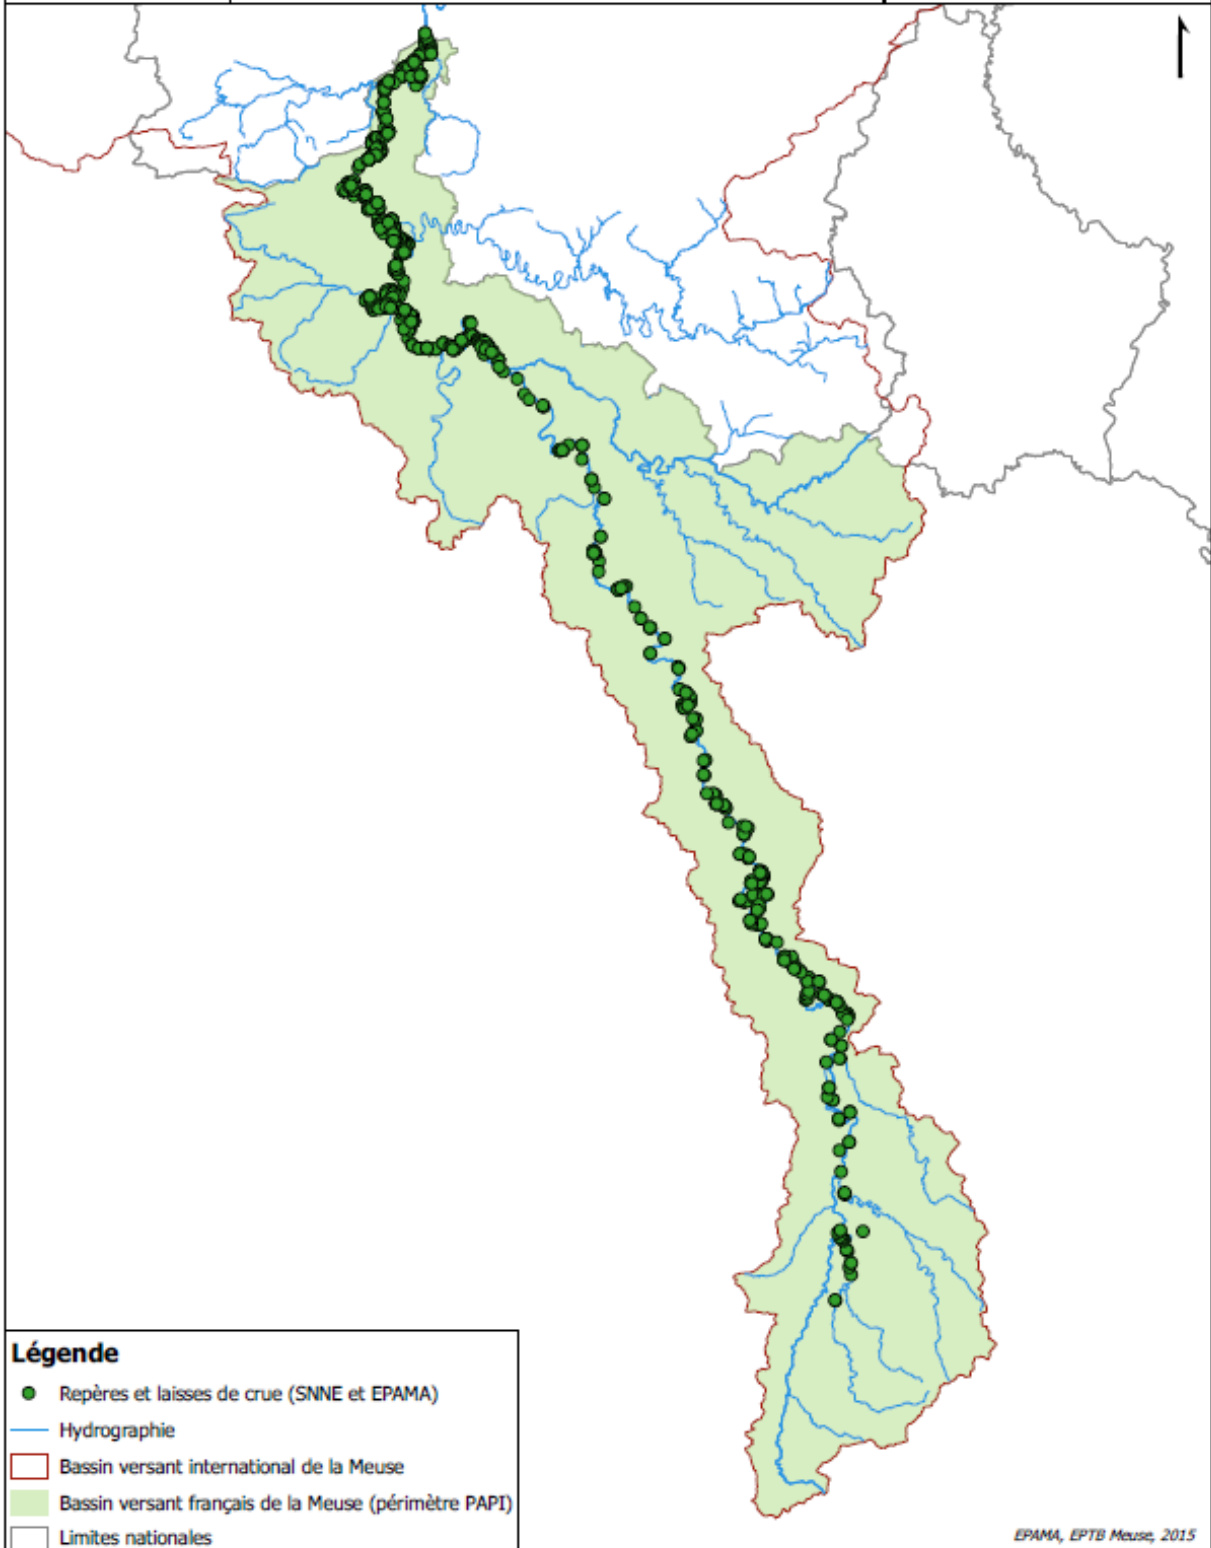 Légende
Repères et laisses de crue (SNNE et EPAMA)
Hydrographie
Bassin versant international de la Meuse
Bassin versant français de la Meuse (périmètre PAPI)
Limites nationales
EPAMA, EPTB Meuse, 2015